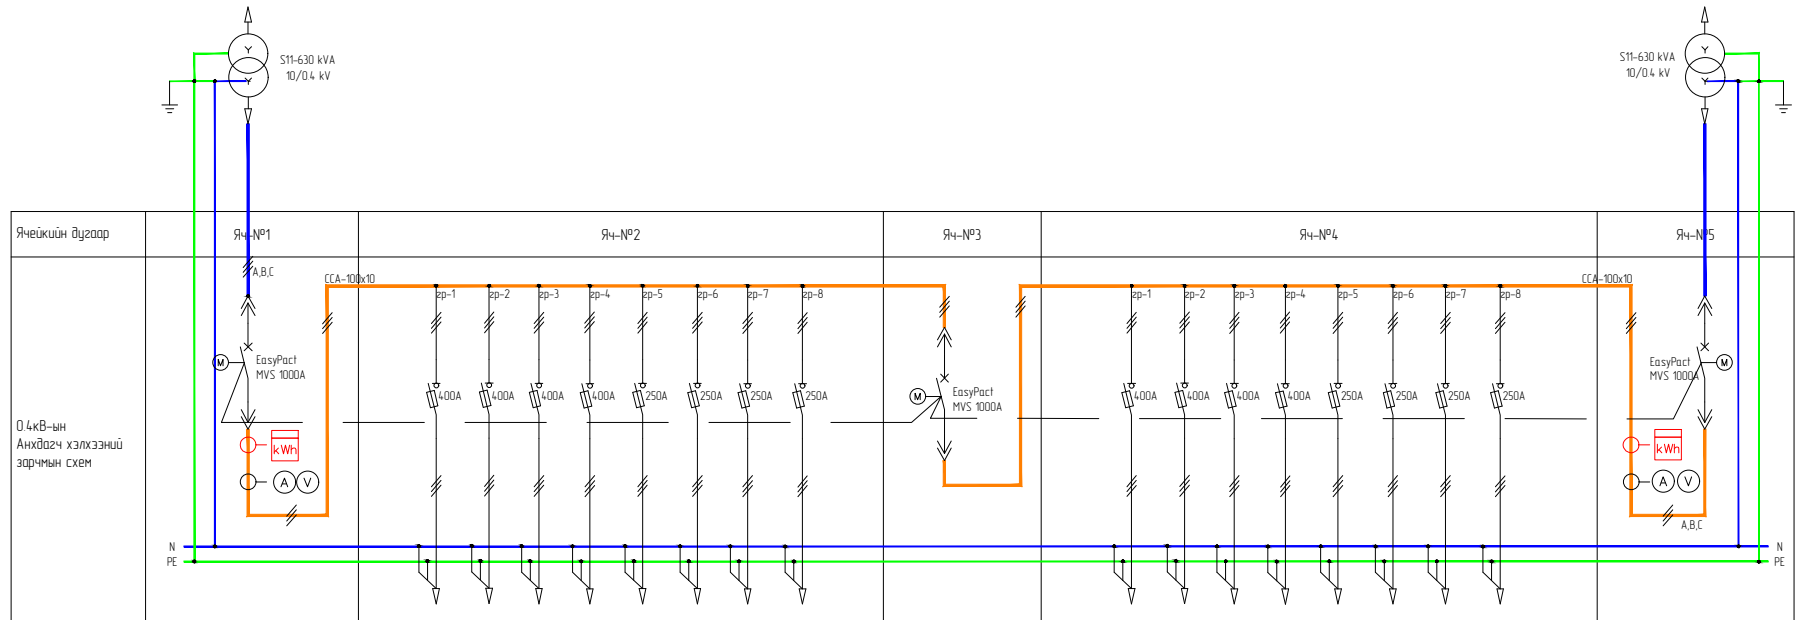 S11-630 kVA
10/0.4 kV
S11-630 kVA
10/0.4 kV
Ячейкийн дугаар
Яч-№1
Яч-№2
Яч-№3
Яч-№4
Яч-№5
A,B,C
ССА-100х10
гр-1
гр-2
гр-3
гр-4
гр-5
гр-6
гр-7
гр-8
гр-1
гр-2
гр-3
гр-4
гр-5
гр-6
гр-7
гр-8
ССА-100х10
M
EasyPact
MVS 1000A
M
EasyPact
MVS 1000A
EasyPact
MVS 1000A
M
400A
400A
400A
400A
250A
250A
250A
250A
400A
400A
400A
400A
250A
250A
250A
250A
0.4кВ-ын
Анхдагч хэлхээний
зарчмын схем
kWh
A
V
kWh
A
V
A,B,C
N
PE
N
PE